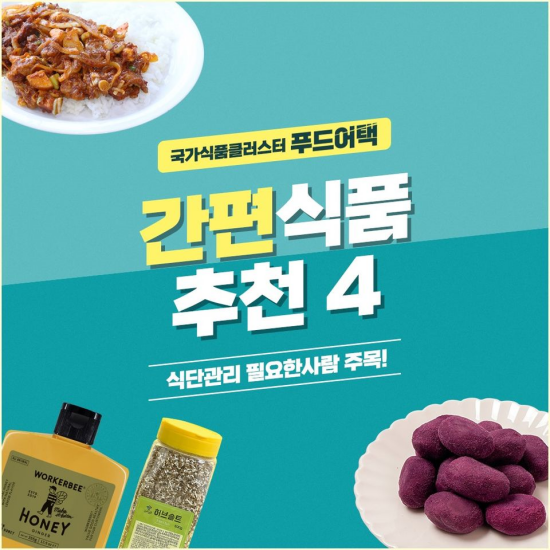 국가식품클러스터 푸드어택
간편식품
추천 4
식단관리 필요한사람 주목!
WORKERBEE
HONEY
허브솔트